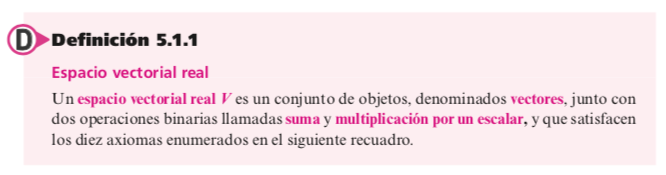 D Definición 5.1.1
Espacio vectorial real
Un espacio vectorial real V es un conjunto de objetos, denominados vectores, junto con
dos operaciones binarias llamadas suma y multiplicación por un escalar, y que satisfacen
los diez axiomas enumerados en el siguiente recuadro.